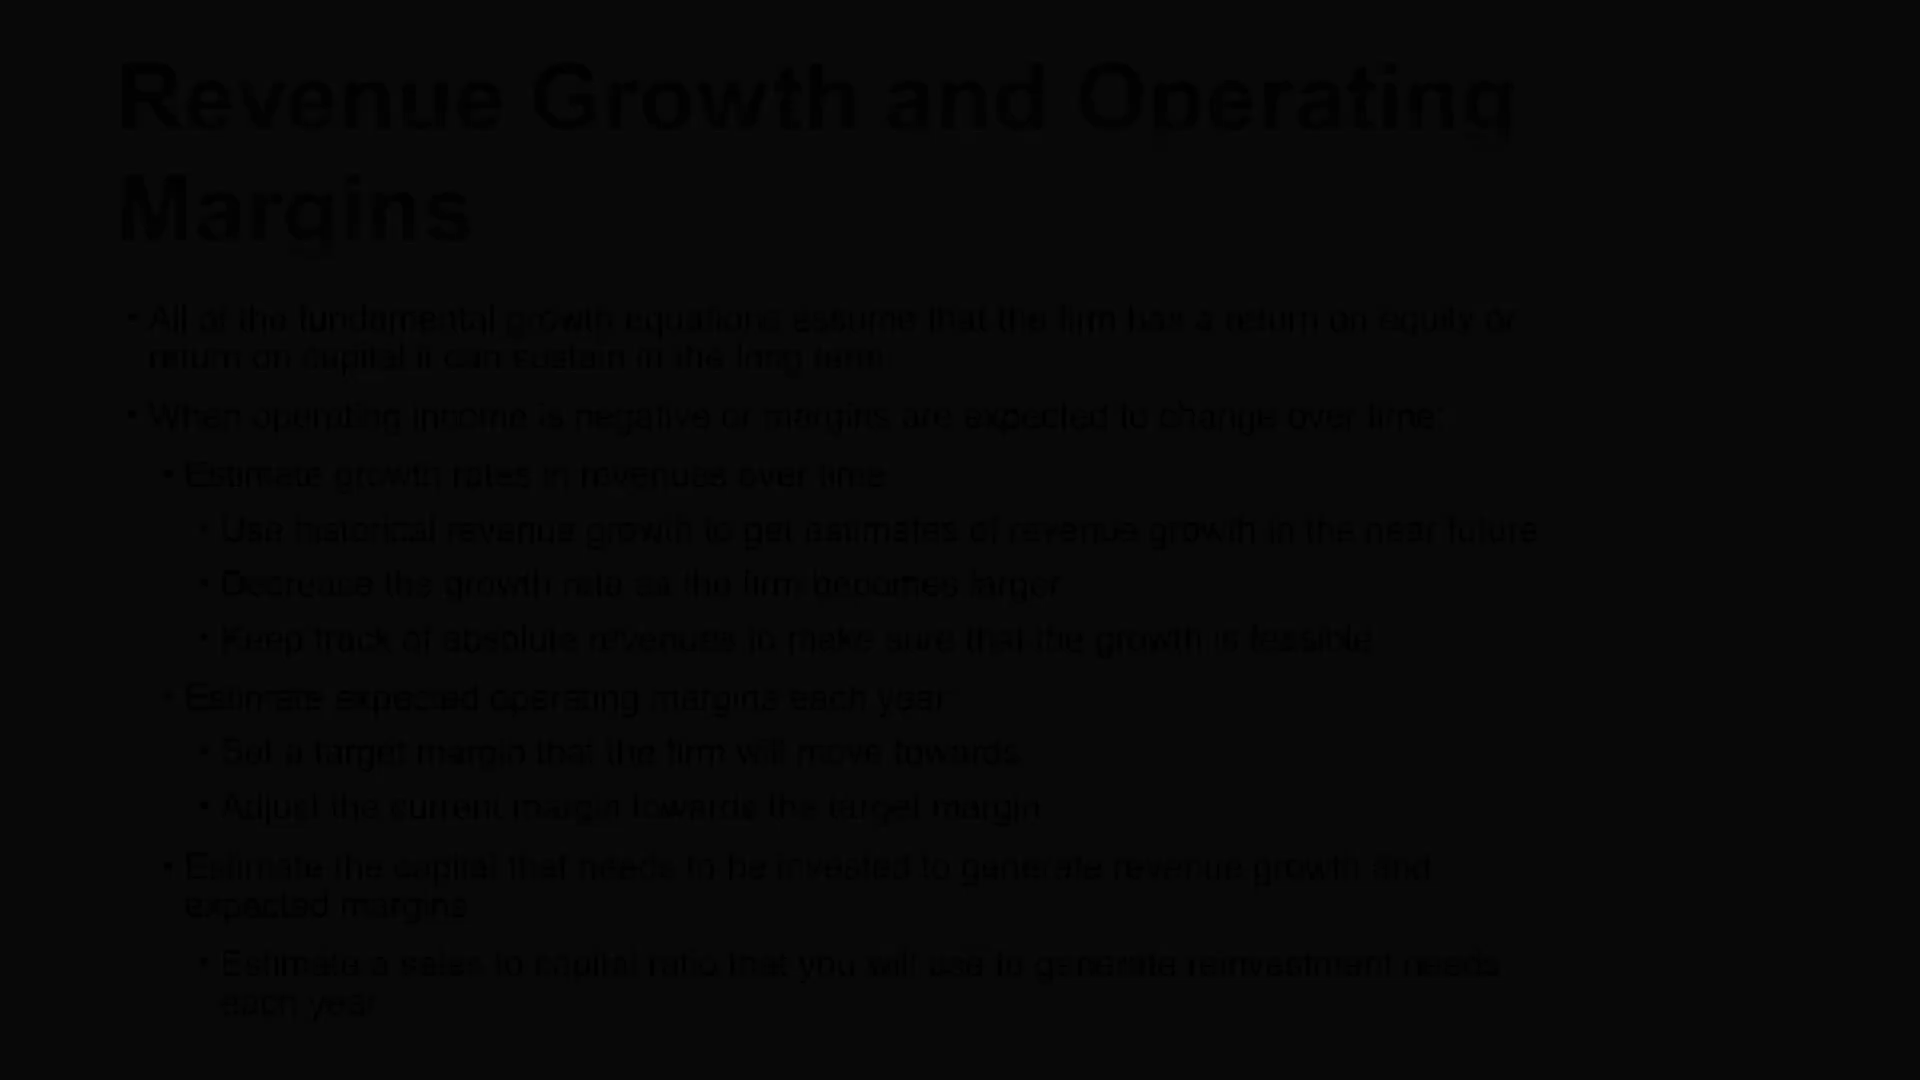 Revenue Growth and Operating
Margins
• All of the fundamental growth equations assume that the firm has a return on equity or
return on capital it can sustain in the long term.
• When operating income is negative or margins are expected to change over time:
• Estimate growth rates in revenues over time
• Use historical revenue growth to get estimates of revenue growth in the near future
• Decrease the growth rate as the firm becomes larger
• Keep track of absolute revenues to make sure that the growth is feasible
• Estimate expected operating margins each year
• Set a target margin that the firm will move towards
• Adjust the current margin towards the target margin
• Estimate the capital that needs to be invested to generate revenue growth and
expected margins
• Estimate a sales to capital ratio that you will use to generate reinvestment needs
each year